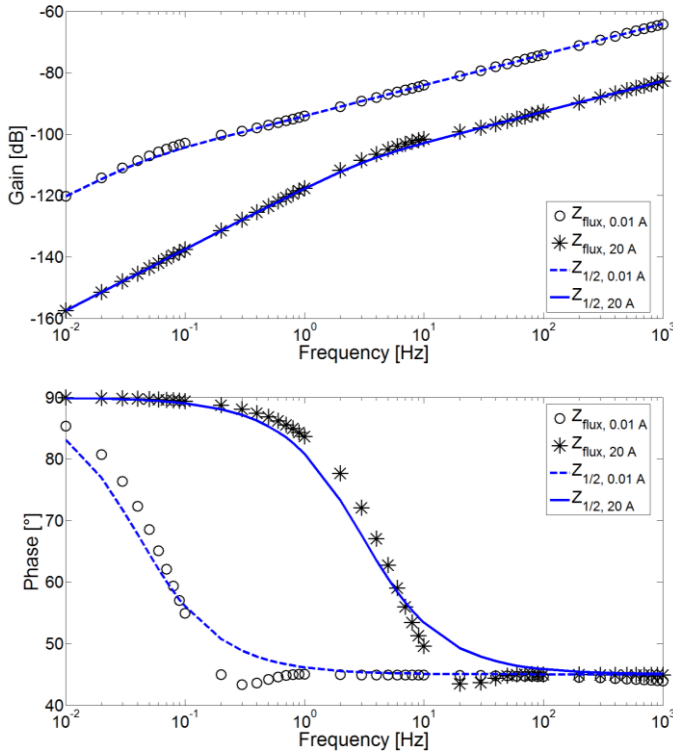 -60
-80
-100
-120
-140
-160
Gain [dB]
10^-2 10^-1 10^0 10^1 10^2 10^3
Frequency [Hz]
Z_flux, 0.01 A
Z_flux, 20 A
Z_1/2, 0.01 A
Z_1/2, 20 A
90
80
70
60
50
40
Phase [°]
10^-2 10^-1 10^0 10^1 10^2 10^3
Frequency [Hz]
Z_flux, 0.01 A
Z_flux, 20 A
Z_1/2, 0.01 A
Z_1/2, 20 A